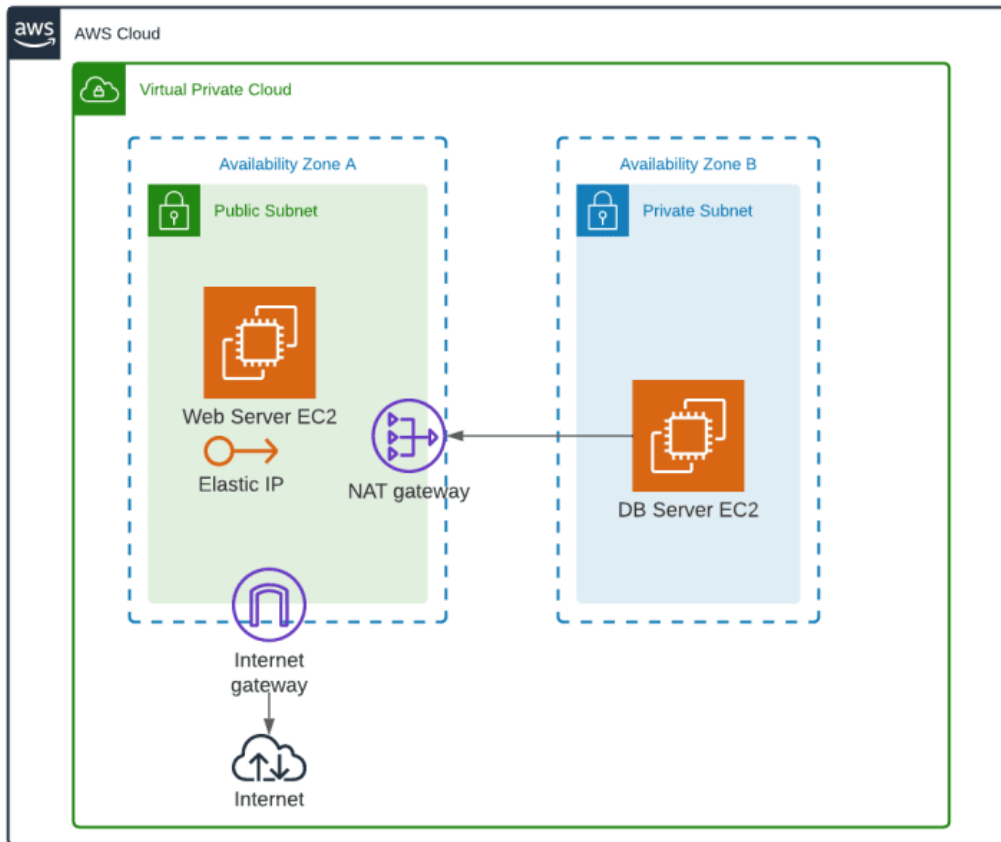 aws
AWS Cloud
Virtual Private Cloud
Availability Zone A
Public Subnet
Web Server EC2
Elastic IP
NAT gateway
Internet
gateway
Internet
Availability Zone B
Private Subnet
DB Server EC2